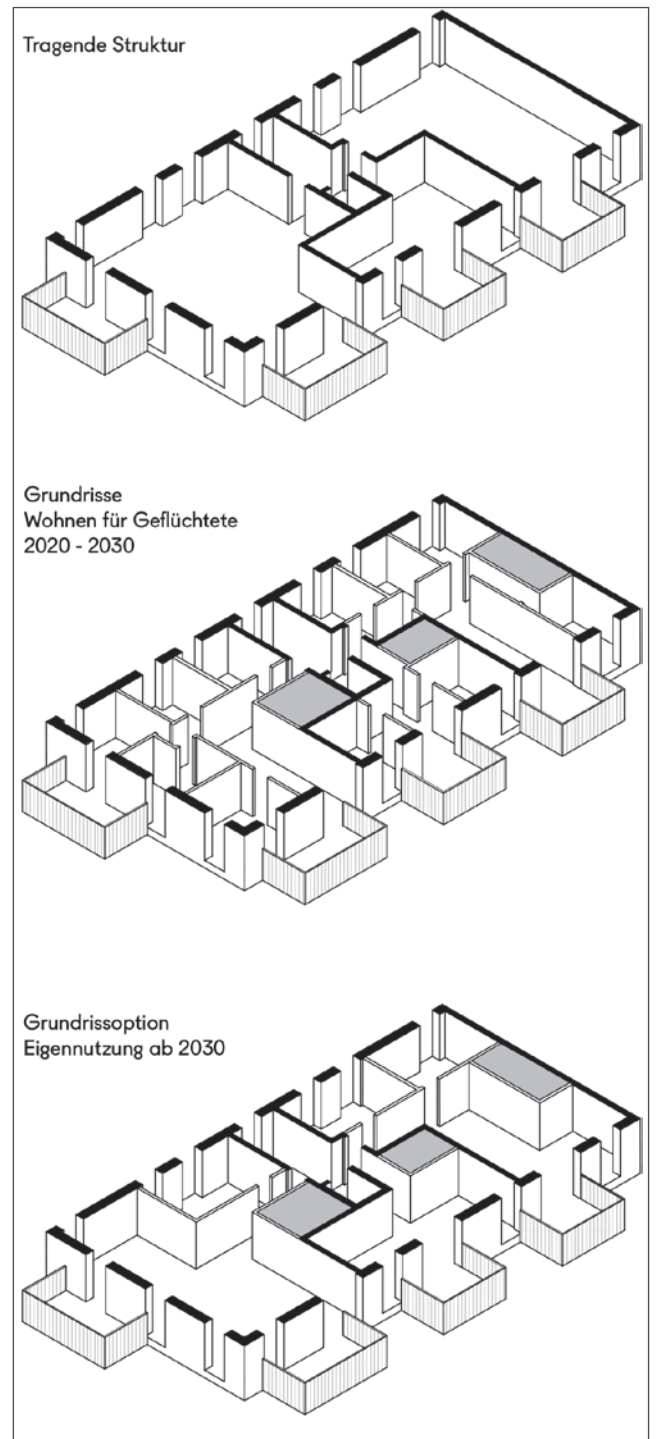 Tragende Struktur
Grundrisse
Wohnen für Geflüchtete
2020 - 2030
Grundrissoption
Eigennutzung ab 2030